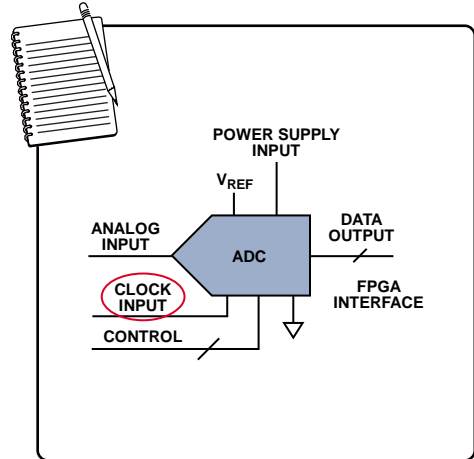 POWER SUPPLY
INPUT
VREF
ANALOG
INPUT
ADC
DATA
OUTPUT
CLOCK
INPUT
FPGA
INTERFACE
CONTROL